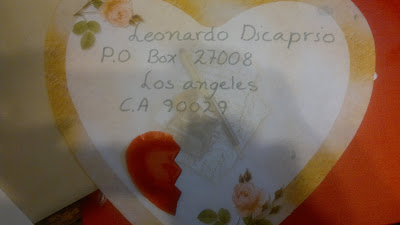 Leonardo Dicaprso
P.O Box 27008
Los angeles
C.A 90029